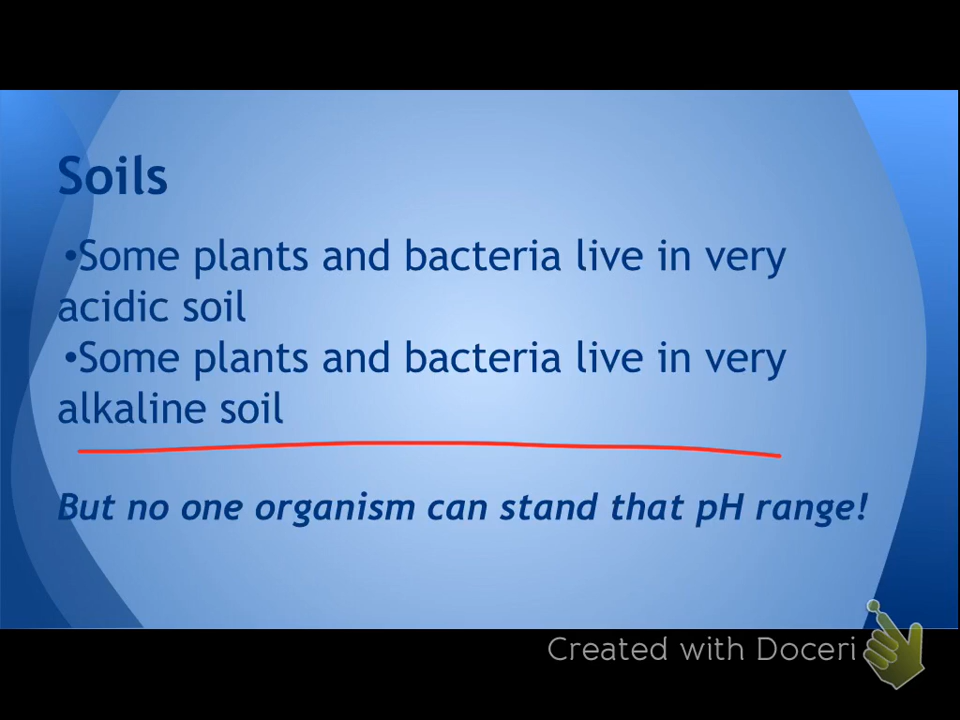 Soils
•Some plants and bacteria live in very
acidic soil
•Some plants and bacteria live in very
alkaline soil
But no one organism can stand that pH range!
Created with Doceri